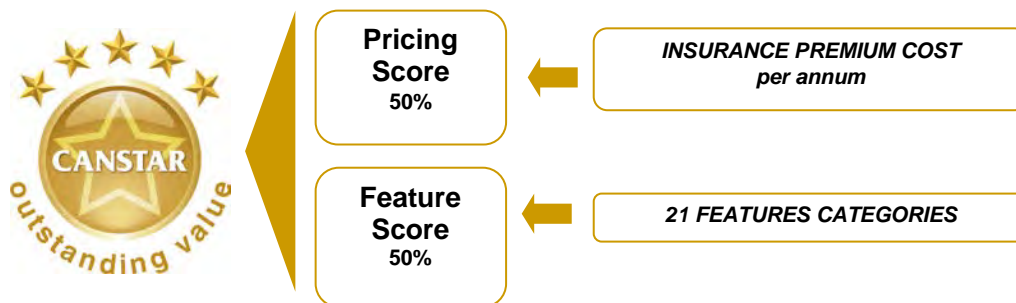 CANSTAR
outstanding value
Pricing
Score
50%
INSURANCE PREMIUM COST
per annum
Feature
Score
50%
21 FEATURES CATEGORIES